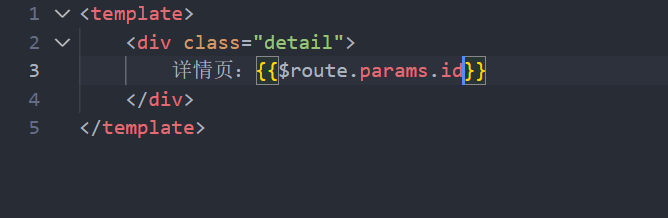 1 <template>
2 <div class="detail">
3 详情页：{{$route.params.id}}
4 </div>
5 </template>